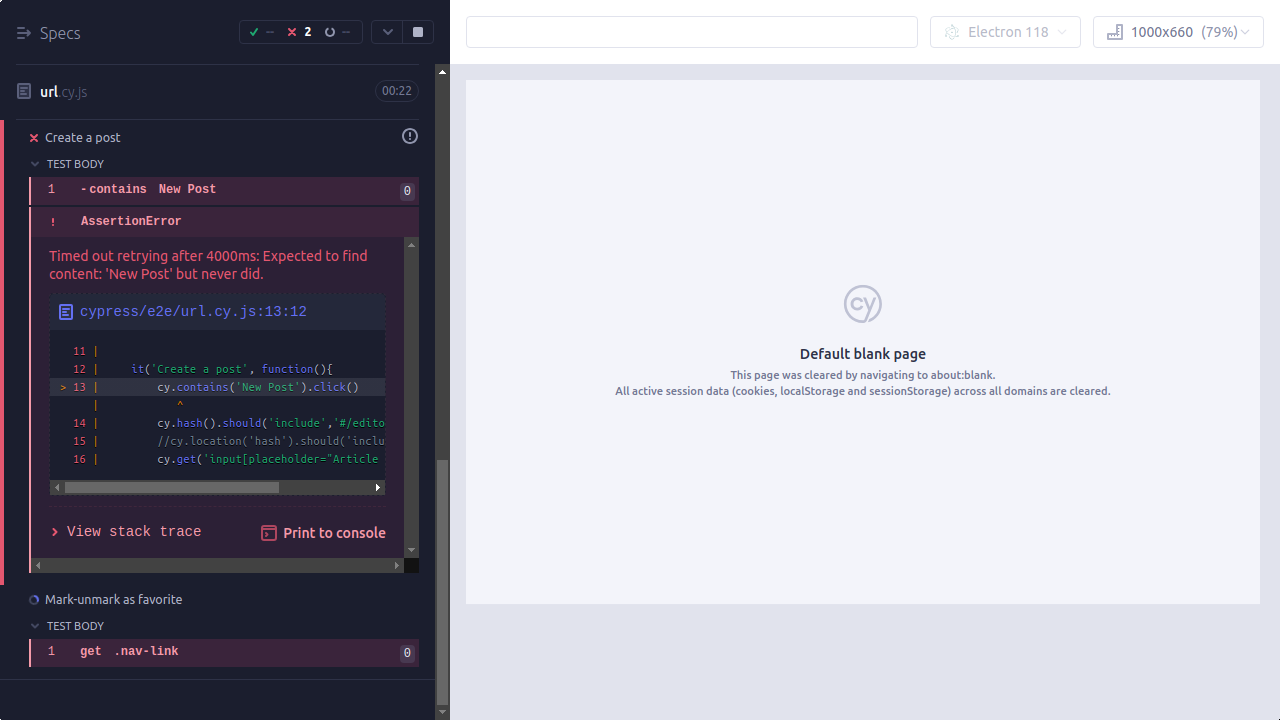 Specs
--
2
--
Electron 118
1000x660 (79%)
url.cy.js
00:22
Create a post
TEST BODY
1 -contains New Post 0
! AssertionError
Timed out retrying after 4000ms: Expected to find
content: 'New Post' but never did.
cypress/e2e/url.cy.js:13:12
11 |
12 | it('Create a post', function(){
> 13 | cy.contains('New Post').click()
| ^
14 | cy.hash().should('include','#/edito
15 | //cy.location('hash').should('inclu
16 | cy.get('input[placeholder="Article
View stack trace
Print to console
Mark-unmark as favorite
TEST BODY
1 get .nav-link 0
cy
Default blank page
This page was cleared by navigating to about:blank.
All active session data (cookies, localStorage and sessionStorage) across all domains are cleared.